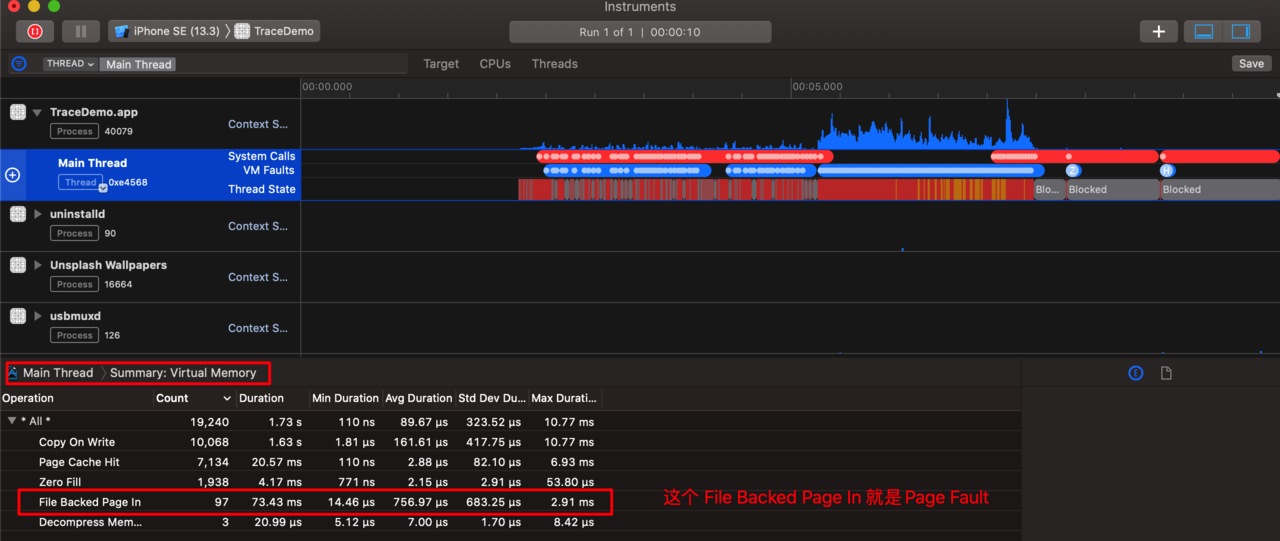 Instruments
iPhone SE (13.3) 〉 TraceDemo
Run 1 of 1 | 00:00:10
THREAD Main Thread Target CPUs Threads Save
00:00.000 00:05.000
TraceDemo.app
Process 40079 Context S...
Main Thread System Calls
VM Faults
Thread 0xe4568 Thread State
Blo... Blocked Blocked
Z H
uninstalld
Process 90 Context S...
Unsplash Wallpapers
Process 16664 Context S...
usbmuxd
Process 126 Context S...
Main Thread 〉 Summary: Virtual Memory E
Operation Count Duration Min Duration Avg Duration Std Dev Du... Max Durati...
* All * 19,240 1.73 s 110 ns 89.67 µs 323.52 µs 10.77 ms
Copy On Write 10,068 1.63 s 1.81 µs 161.61 µs 417.75 µs 10.77 ms
Page Cache Hit 7,134 20.57 ms 110 ns 2.88 µs 82.10 µs 6.93 ms
Zero Fill 1,938 4.17 ms 771 ns 2.15 µs 2.91 µs 53.80 µs
File Backed Page In 97 73.43 ms 14.46 µs 756.97 µs 683.25 µs 2.91 ms
这个 File Backed Page In 就是Page Fault
Decompress Mem... 3 20.99 µs 5.12 µs 7.00 µs 1.70 µs 8.42 µs